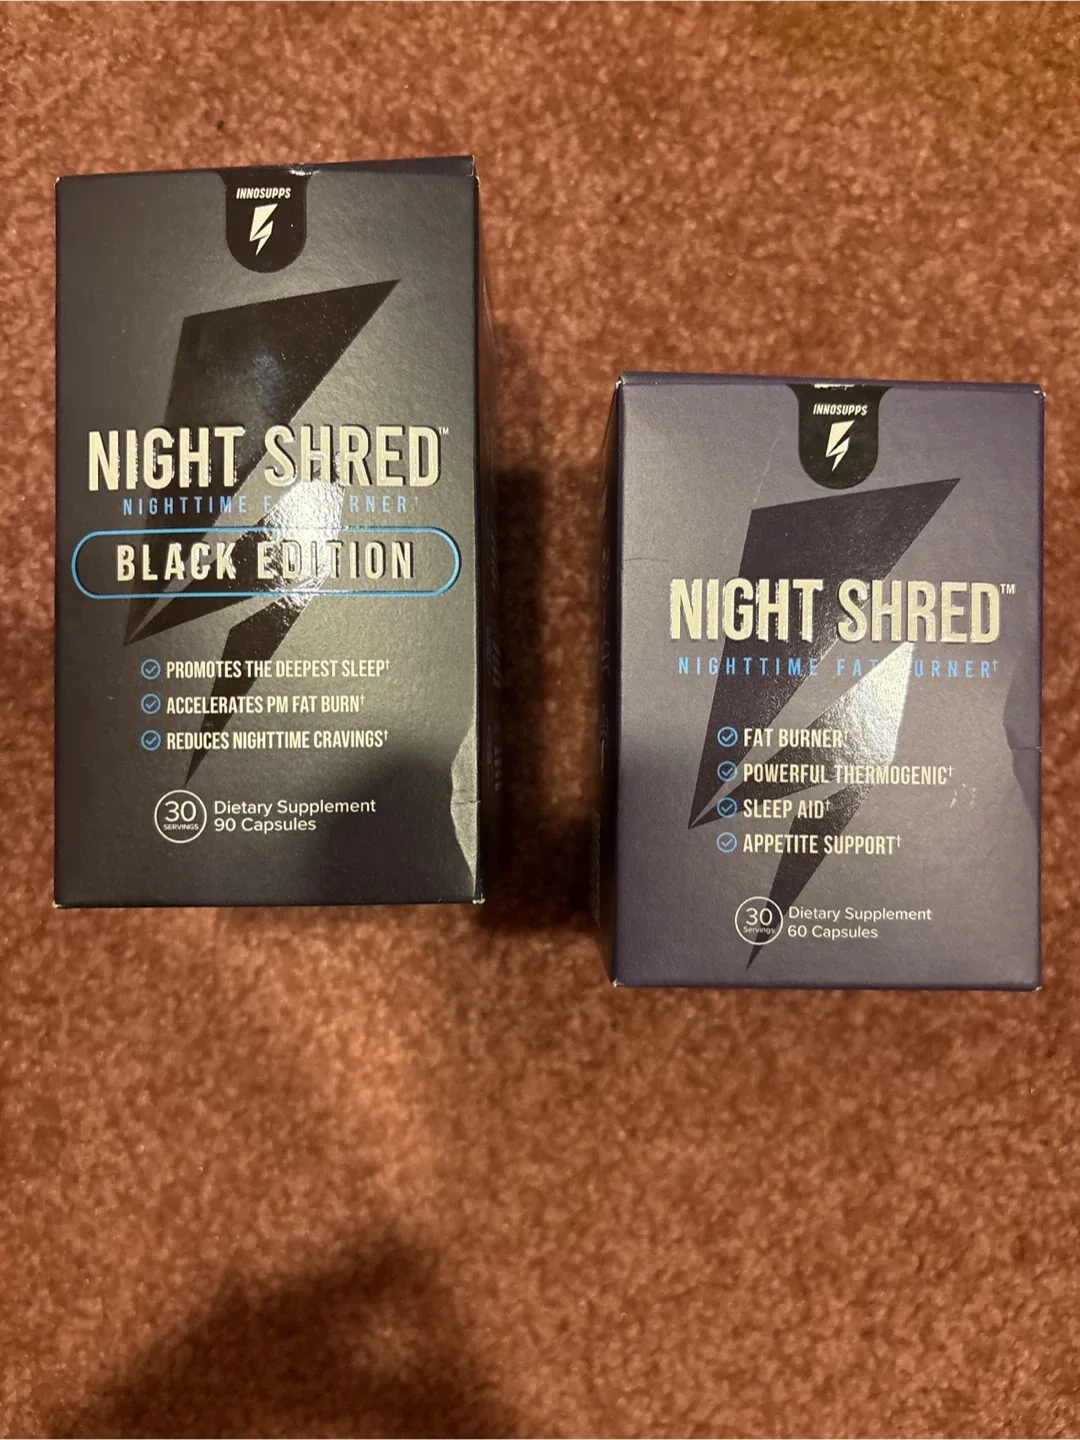 INNOSUPPS
NIGHT SHRED™
NIGHTTIME
BLACK EDITION
PROMOTES THE DEEPEST SLEEP†
ACCELERATES PM FAT BURN†
REDUCES NIGHTTIME CRAVINGS†
30
SERVINGS
Dietary Supplement
90 Capsules
INNOSUPPS
NIGHT SHRED™
NIGHTTIME FAT BURNER†
FAT BURNER†
POWERFUL THERMOGENIC†
SLEEP AID†
APPETITE SUPPORT†
30
Servings
Dietary Supplement
60 Capsules